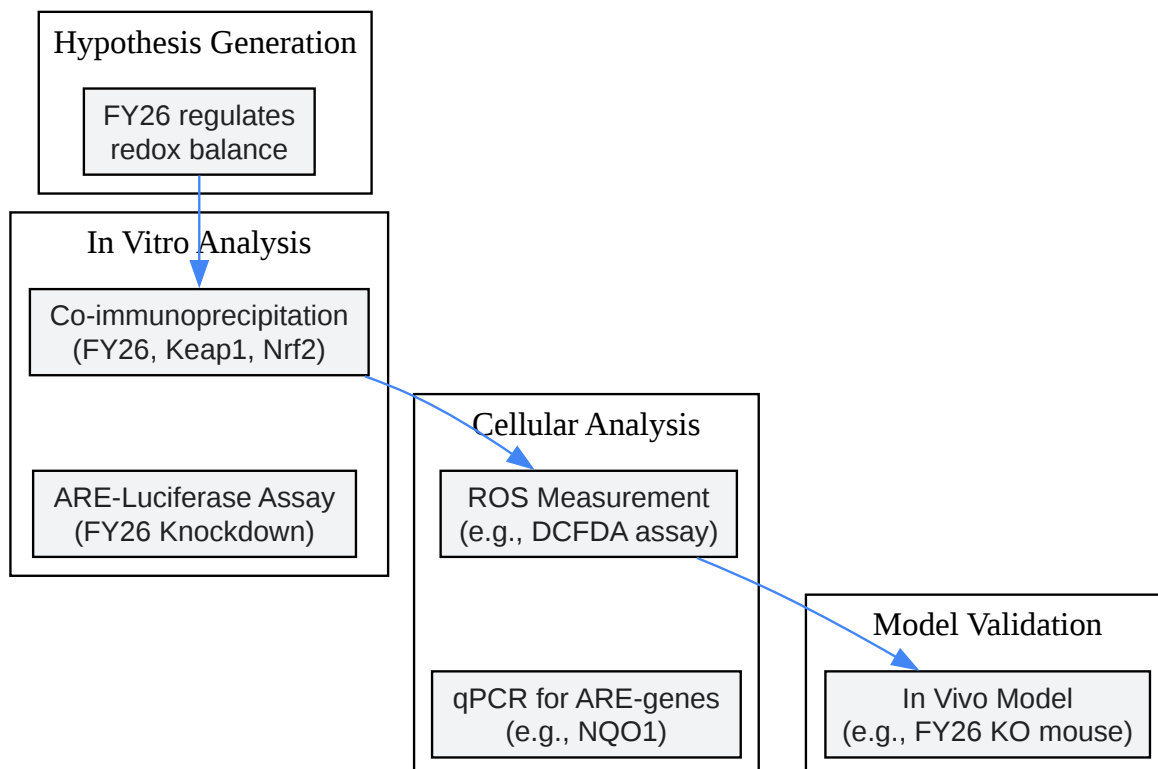 Hypothesis Generation
FY26 regulates
redox balance
In Vitro Analysis
Co-immunoprecipitation
(FY26, Keap1, Nrf2)
ARE-Luciferase Assay
(FY26 Knockdown)
Cellular Analysis
ROS Measurement
(e.g., DCFDA assay)
qPCR for ARE-genes
(e.g., NQO1)
Model Validation
In Vivo Model
(e.g., FY26 KO mouse)